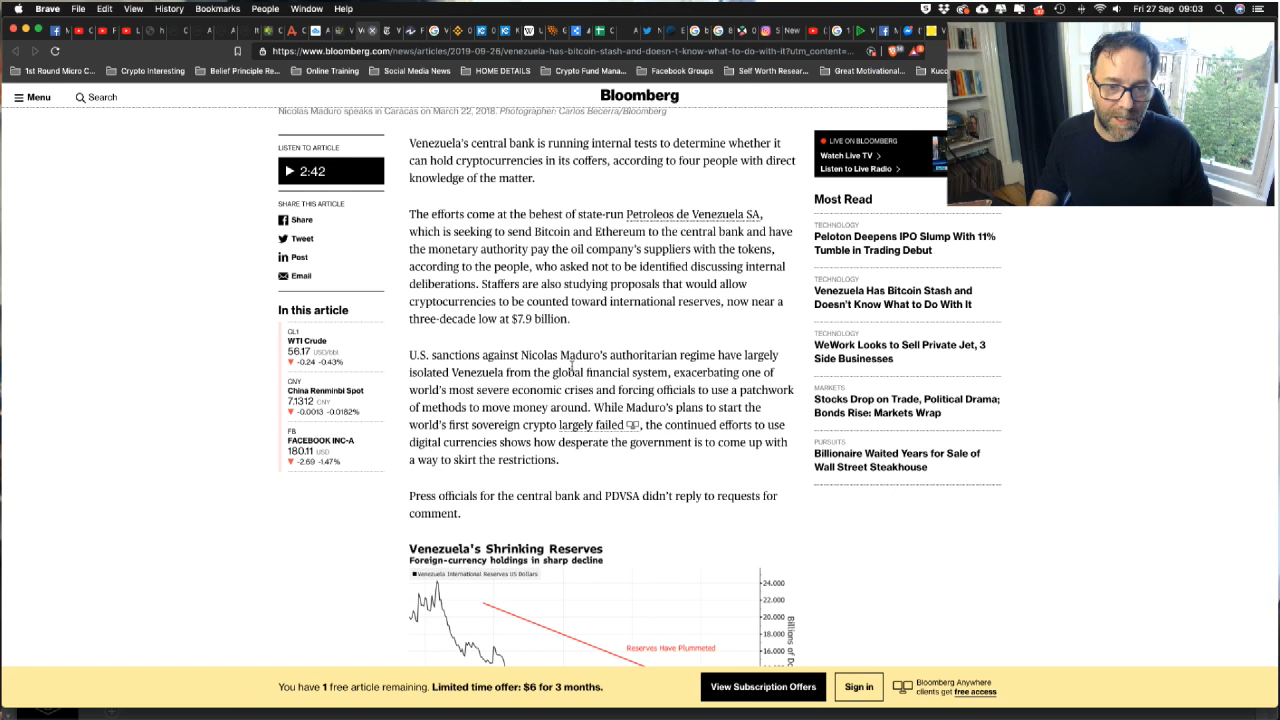 Brave File Edit View History Bookmarks People Window Help
Fri 27 Sep 09:03
https://www.bloomberg.com/news/articles/2019-09-26/venezuela-has-bitcoin-stash-and-doesn-t-know-what-to-do-with-it?utm_content=...
1st Round Micro C... Crypto Interesting Belief Principle Re... Online Training Social Media News HOME DETAILS Crypto Fund Mana... Facebook Groups Self Worth Resear... Great Motivational... Kucc
Menu
Search
Bloomberg
Nicolas Maduro speaks in Caracas on March 22, 2018. Photographer: Carlos Becerra/Bloomberg
LISTEN TO ARTICLE
2:42
SHARE THIS ARTICLE
Share
Tweet
Post
Email
In this article
CL1
WTI Crude
56.17 USD/bbl
-0.24 -0.43%
CNY
China Renminbi Spot
7.1312 CNY
-0.0013 -0.0182%
FB
FACEBOOK INC-A
180.11 USD
-2.69 -1.47%
Venezuela's central bank is running internal tests to determine whether it
can hold cryptocurrencies in its coffers, according to four people with direct
knowledge of the matter.
The efforts come at the behest of state-run Petroleos de Venezuela SA,
which is seeking to send Bitcoin and Ethereum to the central bank and have
the monetary authority pay the oil company's suppliers with the tokens,
according to the people, who asked not to be identified discussing internal
deliberations. Staffers are also studying proposals that would allow
cryptocurrencies to be counted toward international reserves, now near a
three-decade low at $7.9 billion.
U.S. sanctions against Nicolas Maduro's authoritarian regime have largely
isolated Venezuela from the global financial system, exacerbating one of
world's most severe economic crises and forcing officials to use a patchwork
of methods to move money around. While Maduro's plans to start the
world's first sovereign crypto largely failed, the continued efforts to use
digital currencies shows how desperate the government is to come up with
a way to skirt the restrictions.
Press officials for the central bank and PDVSA didn't reply to requests for
comment.
Venezuela's Shrinking Reserves
Foreign-currency holdings in sharp decline
Venezuela International Reserves US Dollars
24,000
22,000
20,000
18,000
16,000
Billions of Do
Reserves Have Plummeted
LIVE ON BLOOMBERG
Watch Live TV
Listen to Live Radio
Most Read
TECHNOLOGY
Peloton Deepens IPO Slump With 11%
Tumble in Trading Debut
TECHNOLOGY
Venezuela Has Bitcoin Stash and
Doesn't Know What to Do With It
TECHNOLOGY
WeWork Looks to Sell Private Jet, 3
Side Businesses
MARKETS
Stocks Drop on Trade, Political Drama;
Bonds Rise: Markets Wrap
PURSUITS
Billionaire Waited Years for Sale of
Wall Street Steakhouse
You have 1 free article remaining. Limited time offer: $6 for 3 months.
View Subscription Offers
Sign in
Bloomberg Anywhere
clients get free access